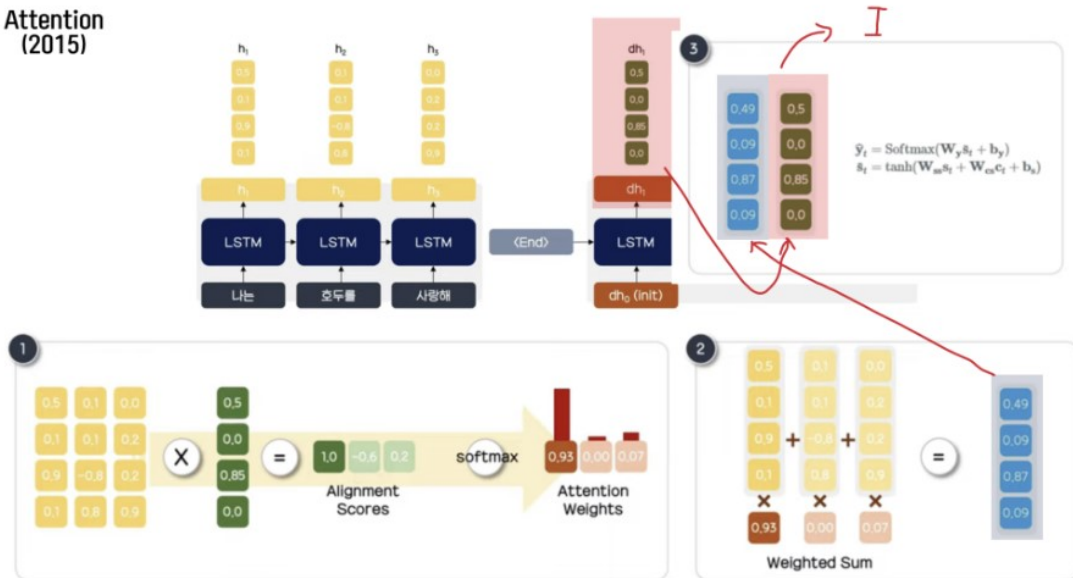 Attention
(2015)
h₁ h₂ h₃ dh₁
0.5 0.1 0.0 0.5
0.1 0.1 0.2 0.0
0.9 -0.8 0.2 0.85
0.1 0.8 0.9 0.0
h₁ h₂ h₃ dh₁
LSTM LSTM LSTM <End> LSTM
나는 호두를 사랑해 dh₀ (init)
3 I
0.49 0.5
0.09 0.0
0.87 0.85
0.09 0.0
ŷₜ = Softmax(W_y s̃ₜ + b_y)
s̃ₜ = tanh(W_ss sₜ + W_cs cₜ + b_s)
1
0.5 0.1 0.0 0.5
0.1 0.1 0.2 0.0
0.9 -0.8 0.2 0.85
0.1 0.8 0.9 0.0
X = 1.0 -0.6 0.2 softmax 0.93 0.00 0.07
Alignment
Scores
Attention
Weights
2
0.5 0.1 0.0
0.1 0.1 0.2
0.9 + -0.8 + 0.2 =
0.1 0.8 0.9
× × ×
0.93 0.00 0.07
Weighted Sum
0.49
0.09
0.87
0.09